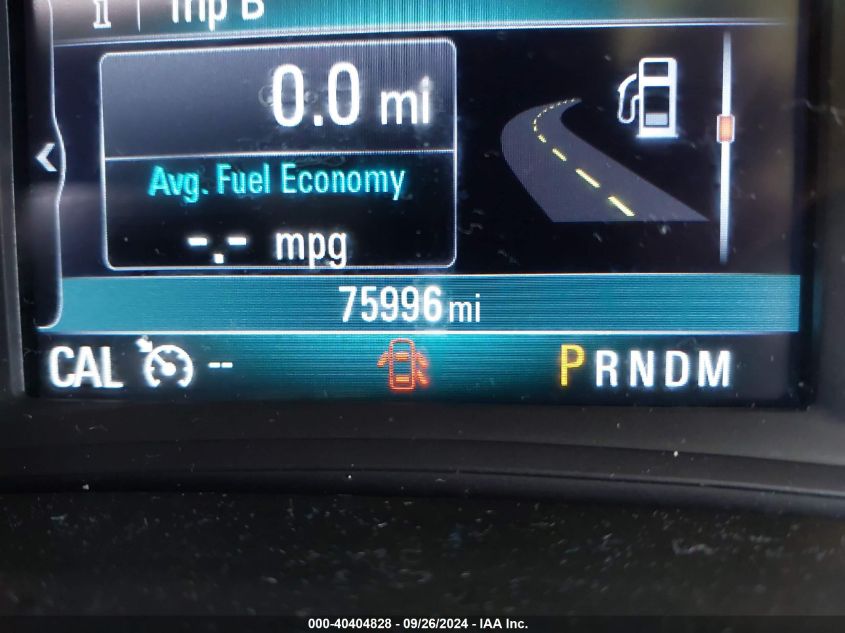 i Trip B
0.0 mi
Avg. Fuel Economy
-.- mpg
75996 mi
CAL -- PRNDM
000-40404828 - 09/26/2024 - IAA Inc.